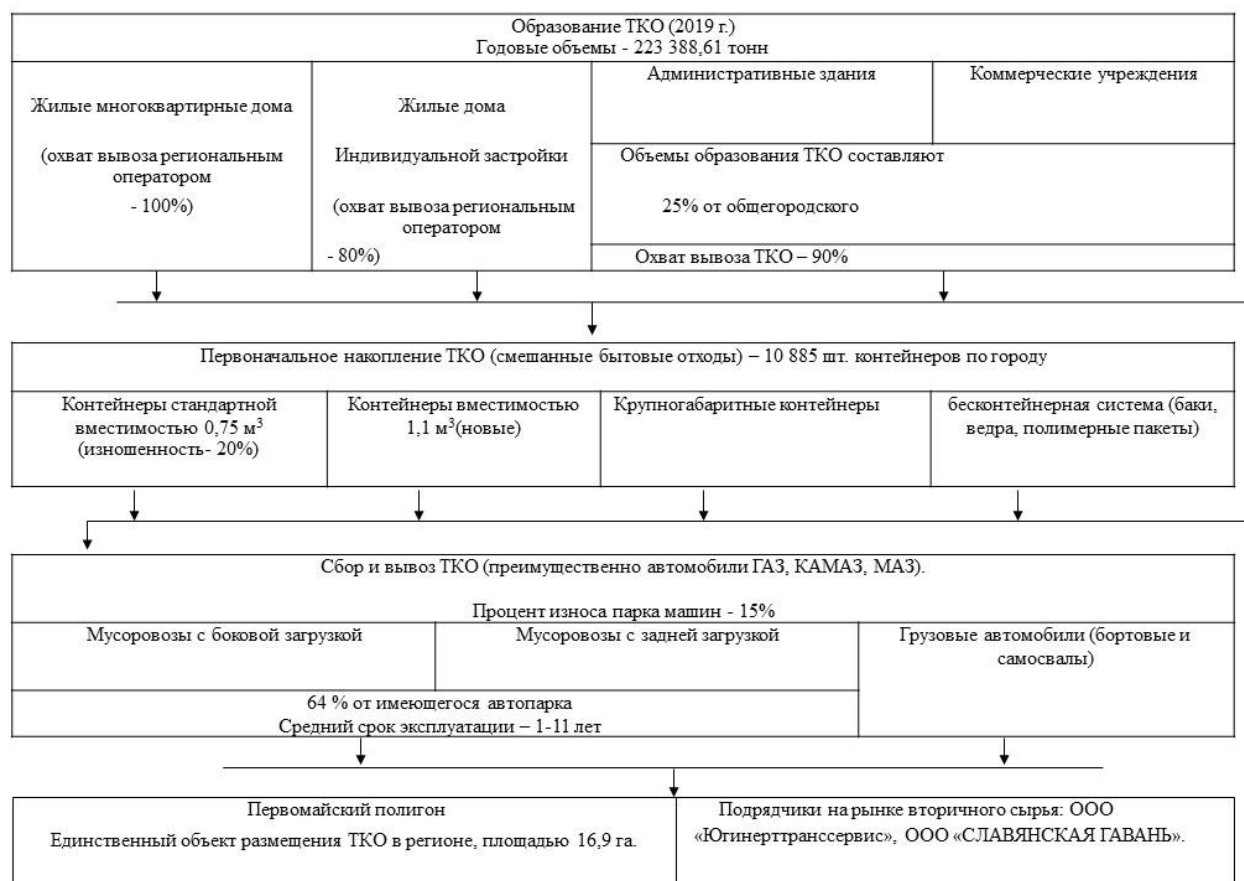 Образование ТКО (2019 г.)
Годовые объемы - 223 388,61 тонн
Жилые многоквартирные дома
(охват вывоза региональным
оператором
- 100%)
Жилые дома
Индивидуальной застройки
(охват вывоза региональным
оператором
- 80%)
Административные здания
Коммерческие учреждения
Объемы образования ТКО составляют
25% от общегородского
Охват вывоза ТКО – 90%
Первоначальное накопление ТКО (смешанные бытовые отходы) – 10 885 шт. контейнеров по городу
Контейнеры стандартной
вместимостью 0,75 м³
(изношенность- 20%)
Контейнеры вместимостью
1,1 м³(новые)
Крупногабаритные контейнеры
бесконтейнерная система (баки,
ведра, полимерные пакеты)
Сбор и вывоз ТКО (преимущественно автомобили ГАЗ, КАМАЗ, МАЗ).
Процент износа парка машин - 15%
Мусоровозы с боковой загрузкой
Мусоровозы с задней загрузкой
Грузовые автомобили (бортовые и
самосвалы)
64 % от имеющегося автопарка
Средний срок эксплуатации – 1-11 лет
Первомайский полигон
Единственный объект размещения ТКО в регионе, площадью 16,9 га.
Подрядчики на рынке вторичного сырья: ООО
«Югинерттранссервис», ООО «СЛАВЯНСКАЯ ГАВАНЬ».